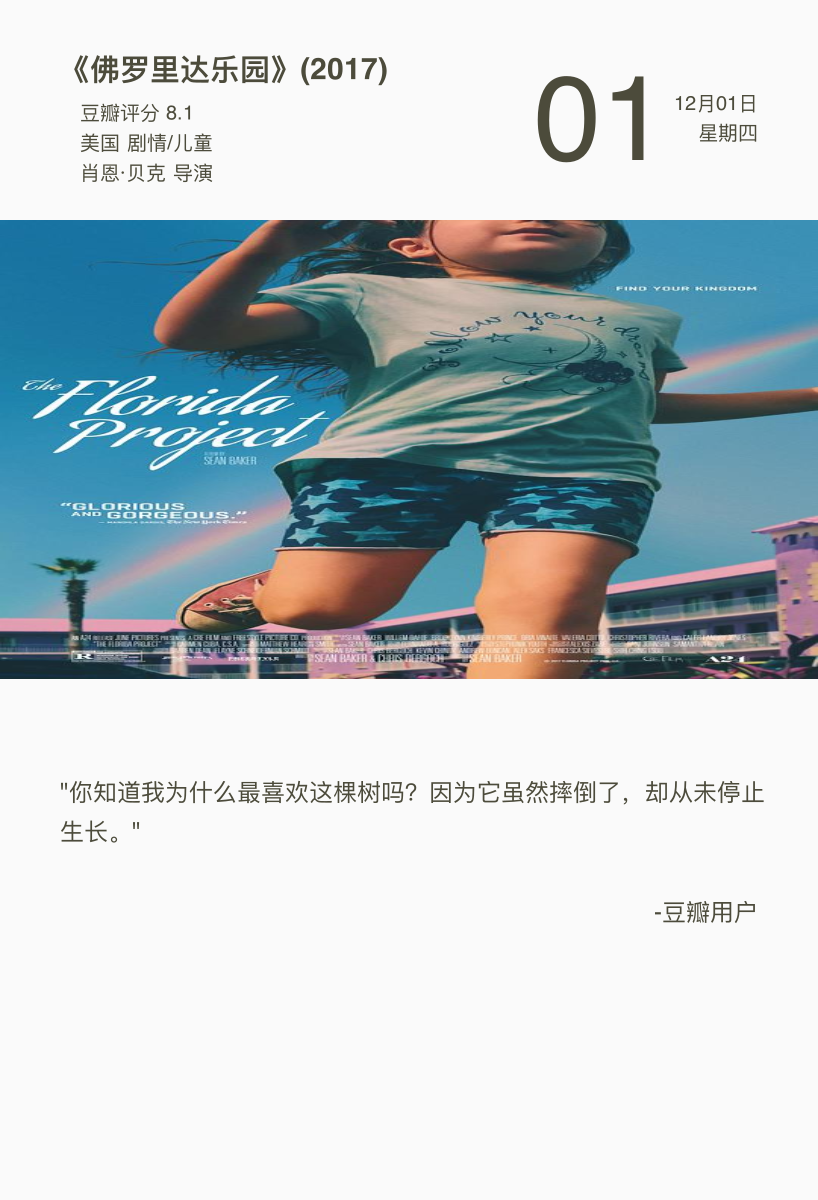 《佛罗里达乐园》(2017)
豆瓣评分 8.1
美国 剧情/儿童
肖恩·贝克 导演
01
12月01日
星期四
FIND YOUR KINGDOM
Follow your dreams
The
Florida
Project
SEAN BAKER
“GLORIOUS
AND GORGEOUS.”
The New York Times
R
A24
"你知道我为什么最喜欢这棵树吗？因为它虽然摔倒了，却从未停止
生长。"
-豆瓣用户